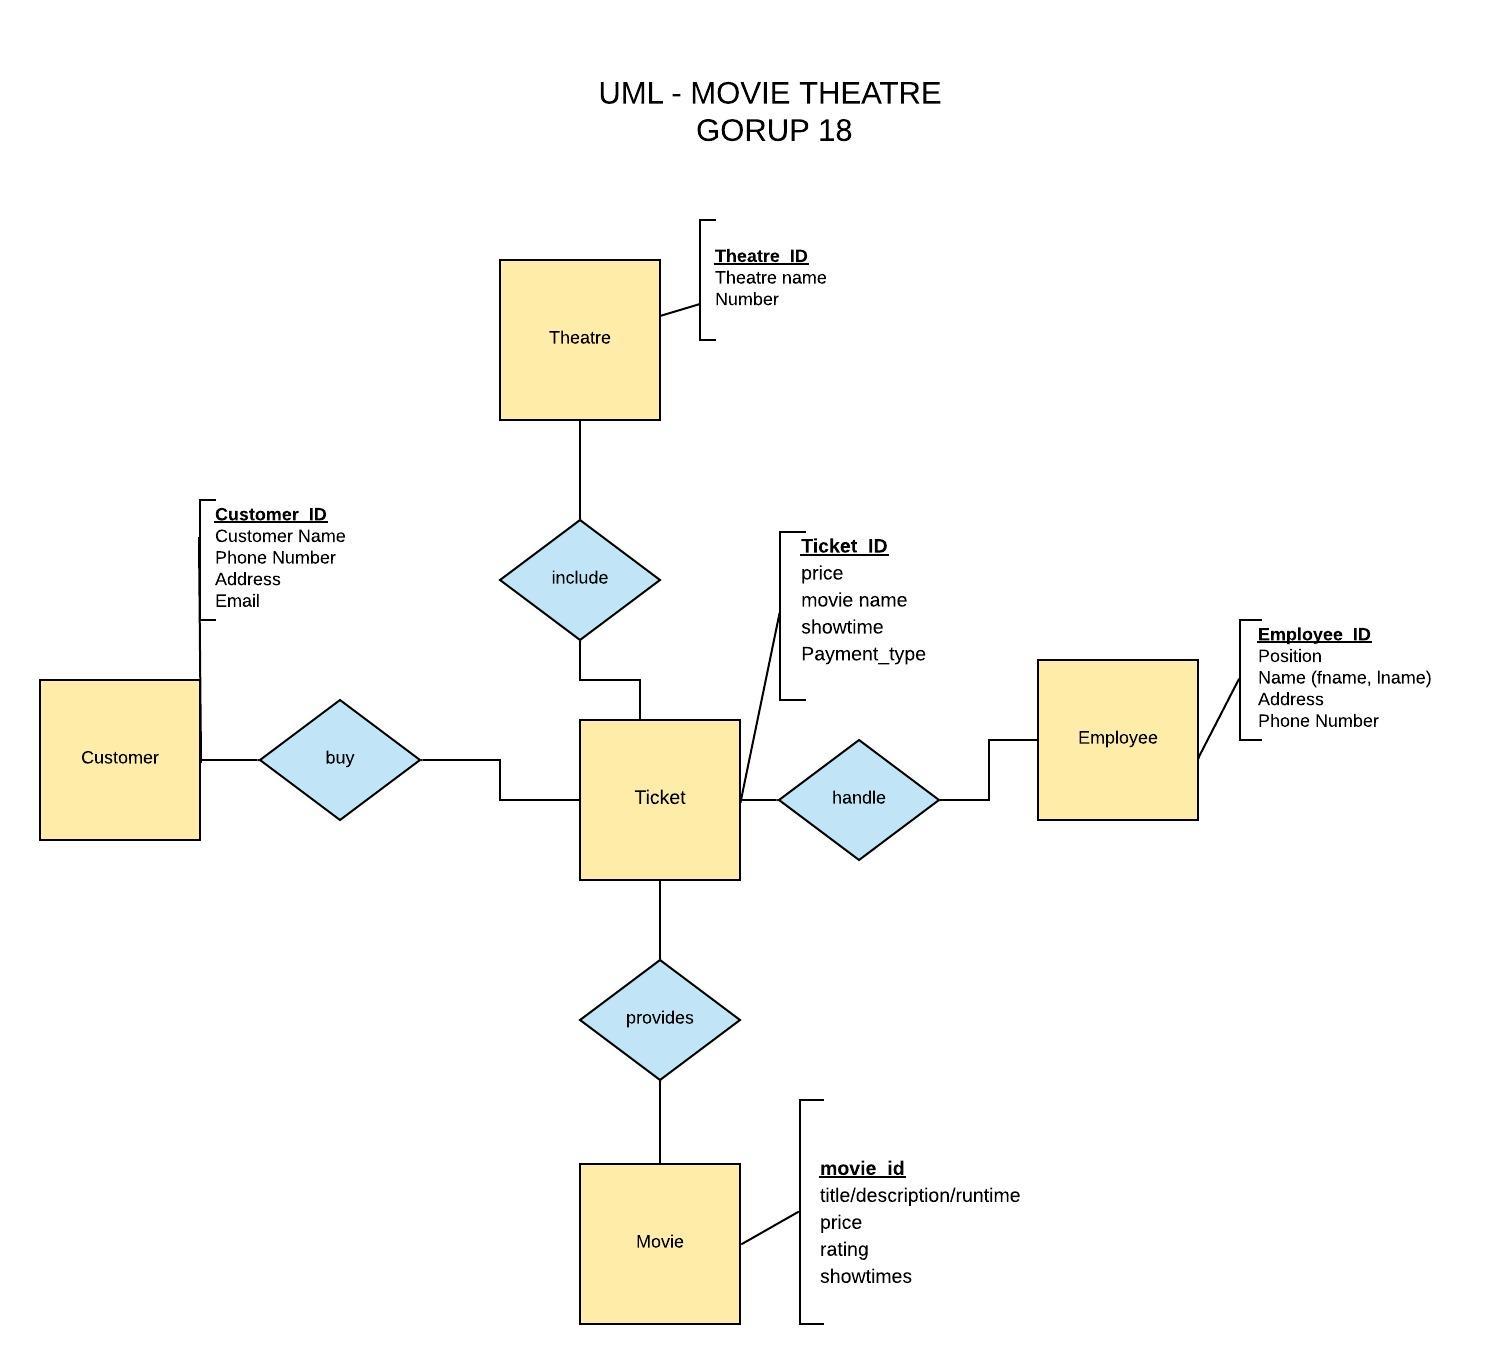 UML - MOVIE THEATRE
GORUP 18
Theatre_ID
Theatre name
Number
Theatre
Customer_ID
Customer Name
Phone Number
Address
Email
include
Ticket_ID
price
movie name
showtime
Payment_type
Employee_ID
Position
Name (fname, lname)
Address
Phone Number
Customer
buy
Ticket
handle
Employee
provides
movie_id
title/description/runtime
price
rating
showtimes
Movie